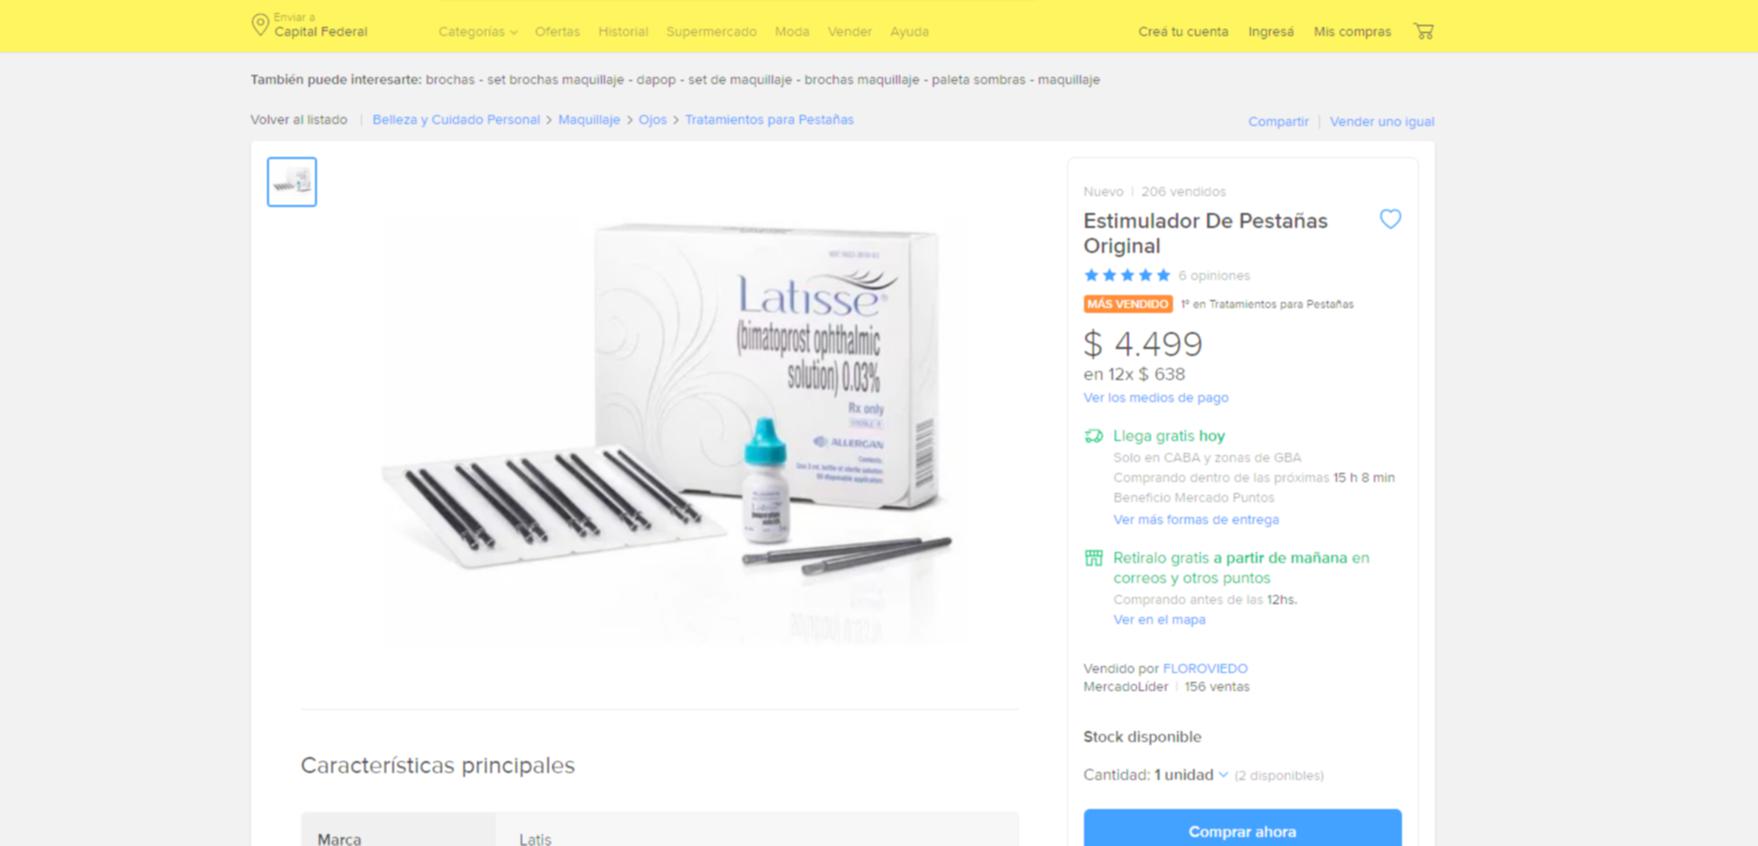 Enviar a
Capital Federal
Categorías
Ofertas
Historial
Supermercado
Moda
Vender
Ayuda
Creá tu cuenta
Ingresá
Mis compras
También puede interesarte: brochas - set brochas maquillaje - dapop - set de maquillaje - brochas maquillaje - paleta sombras - maquillaje
Volver al listado | Belleza y Cuidado Personal > Maquillaje > Ojos > Tratamientos para Pestañas
Compartir | Vender uno igual
Latisse®
(bimatoprost ophthalmic
solution) 0.03%
Rx only
ALLERGAN
Latisse
Nuevo | 206 vendidos
Estimulador De Pestañas
Original
6 opiniones
MÁS VENDIDO 1º en Tratamientos para Pestañas
$ 4.499
en 12x $ 638
Ver los medios de pago
Llega gratis hoy
Solo en CABA y zonas de GBA
Comprando dentro de las próximas 15 h 8 min
Beneficio Mercado Puntos
Ver más formas de entrega
Retiralo gratis a partir de mañana en
correos y otros puntos
Comprando antes de las 12hs.
Ver en el mapa
Vendido por FLOROVIEDO
MercadoLíder | 156 ventas
Stock disponible
Cantidad: 1 unidad (2 disponibles)
Comprar ahora
Características principales
Marca
Latis